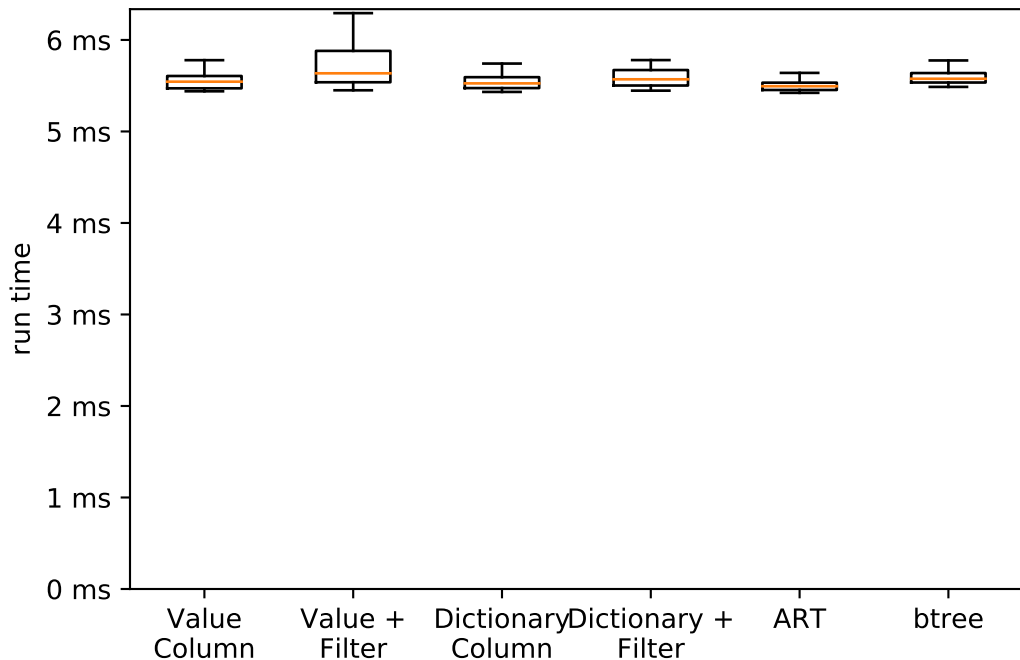 6 ms
5 ms
4 ms
3 ms
2 ms
1 ms
0 ms
run time
Value
Column
Value +
Filter
Dictionary
Column
Dictionary +
Filter
ART
btree